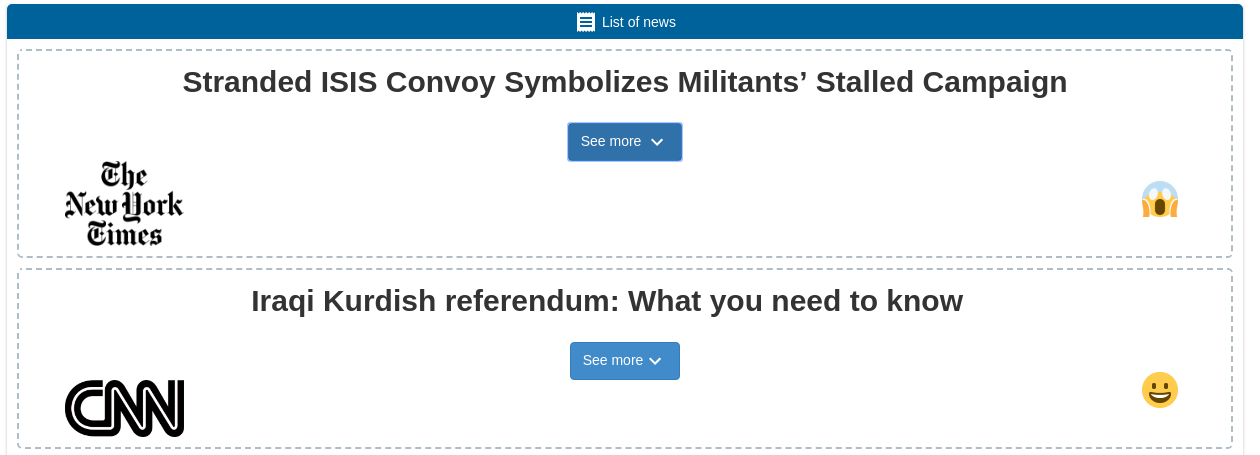 List of news
Stranded ISIS Convoy Symbolizes Militants’ Stalled Campaign
See more
The
New York
Times
Iraqi Kurdish referendum: What you need to know
See more
CNN